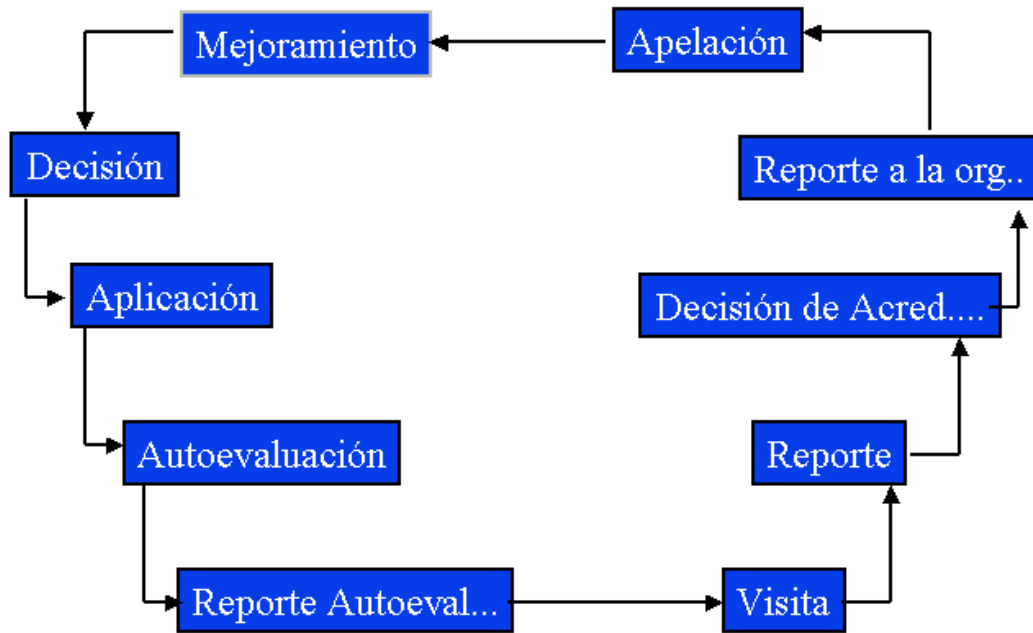 Mejoramiento
Apelación
Decisión
Reporte a la org..
Aplicación
Decisión de Acred....
Autoevaluación
Reporte
Reporte Autoeval...
Visita